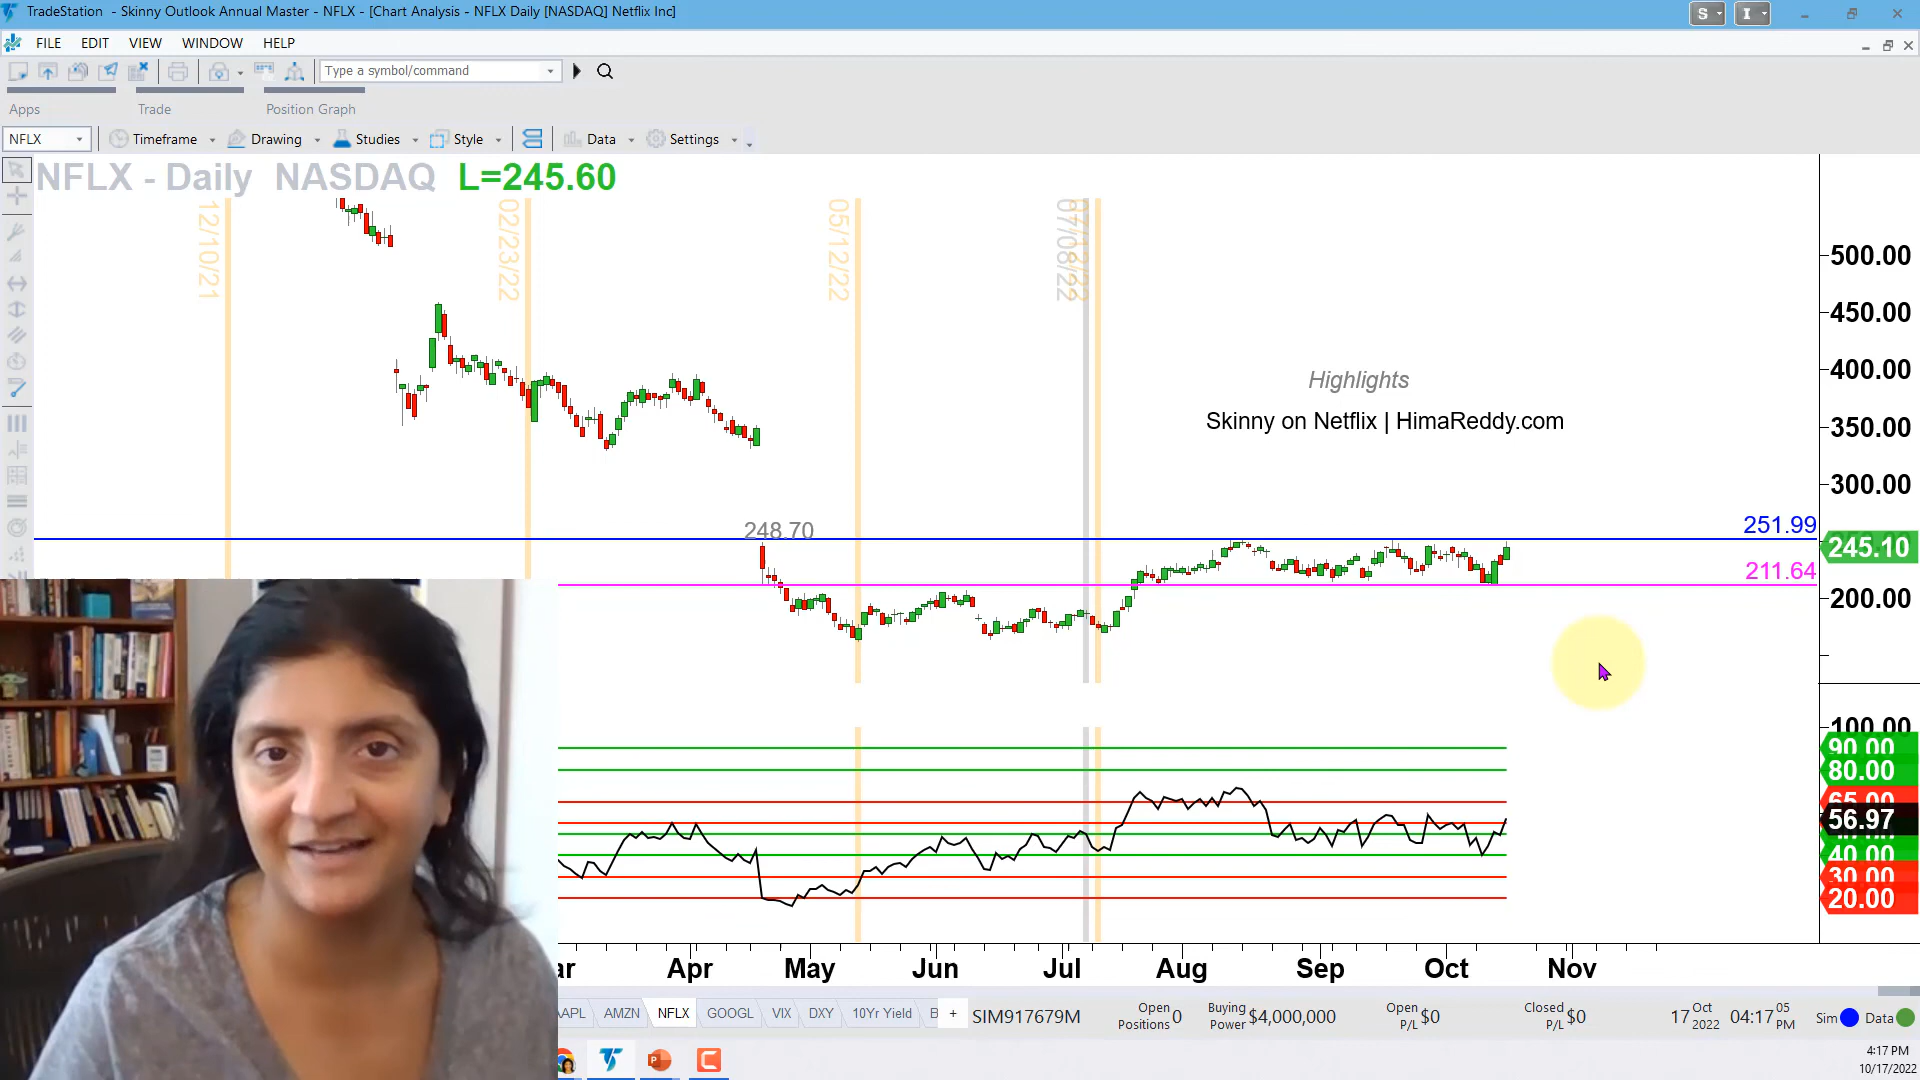 TradeStation - Skinny Outlook Annual Master - NFLX - [Chart Analysis - NFLX Daily [NASDAQ] Netflix Inc]
S
I
FILE EDIT VIEW WINDOW HELP
Type a symbol/command
Apps Trade Position Graph
NFLX Timeframe Drawing Studies Style Data Settings
NFLX - Daily NASDAQ L=245.60
12/10/21
02/23/22
05/12/22
07/08/22
500.00
450.00
400.00
350.00
300.00
Highlights
Skinny on Netflix | HimaReddy.com
248.70
251.99
245.10
211.64
200.00
100.00
90.00
80.00
65.00
56.97
40.00
30.00
20.00
Apr May Jun Jul Aug Sep Oct Nov
AMZN NFLX GOOGL VIX DXY 10Yr Yield B + SIM917679M
Open Positions 0
Buying Power $4,000,000
Open P/L $0
Closed P/L $0
17 Oct 2022
04:17 05 PM
Sim Data
4:17 PM
10/17/2022